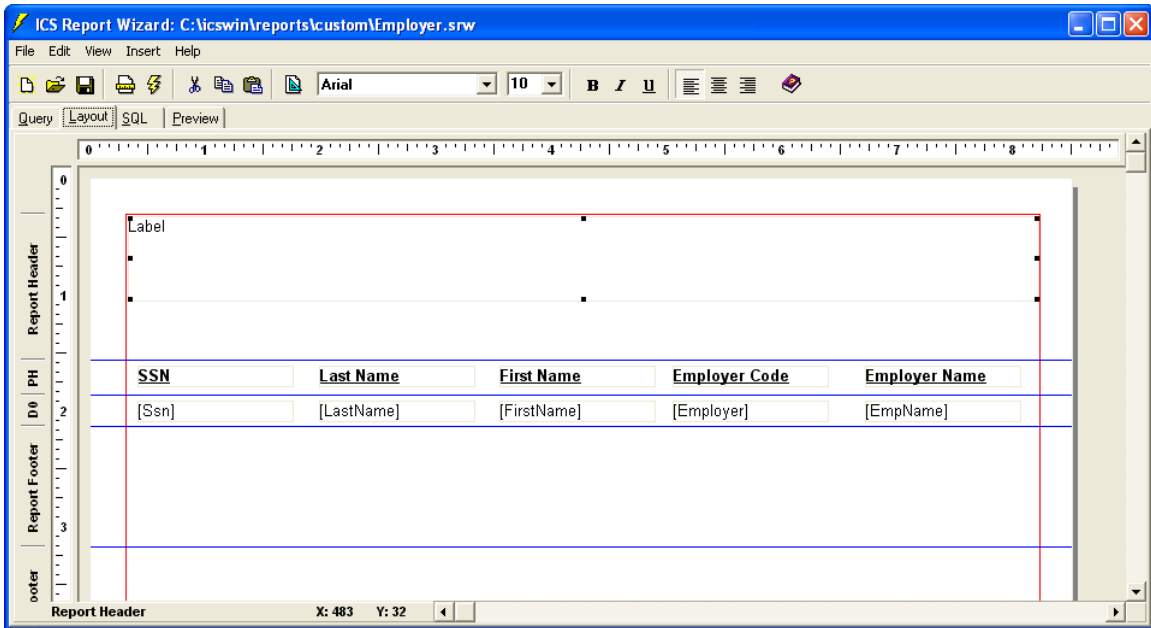 ICS Report Wizard: C:\icswin\reports\custom\Employer.srw
File Edit View Insert Help
Arial 10 B I U
Query Layout SQL Preview
0 1 2 3 4 5 6 7 8
0
Label
Report Header
1
PH
SSN Last Name First Name Employer Code Employer Name
D0
2
[Ssn] [LastName] [FirstName] [Employer] [EmpName]
Report Footer
3
ooter
Report Header X: 483 Y: 32